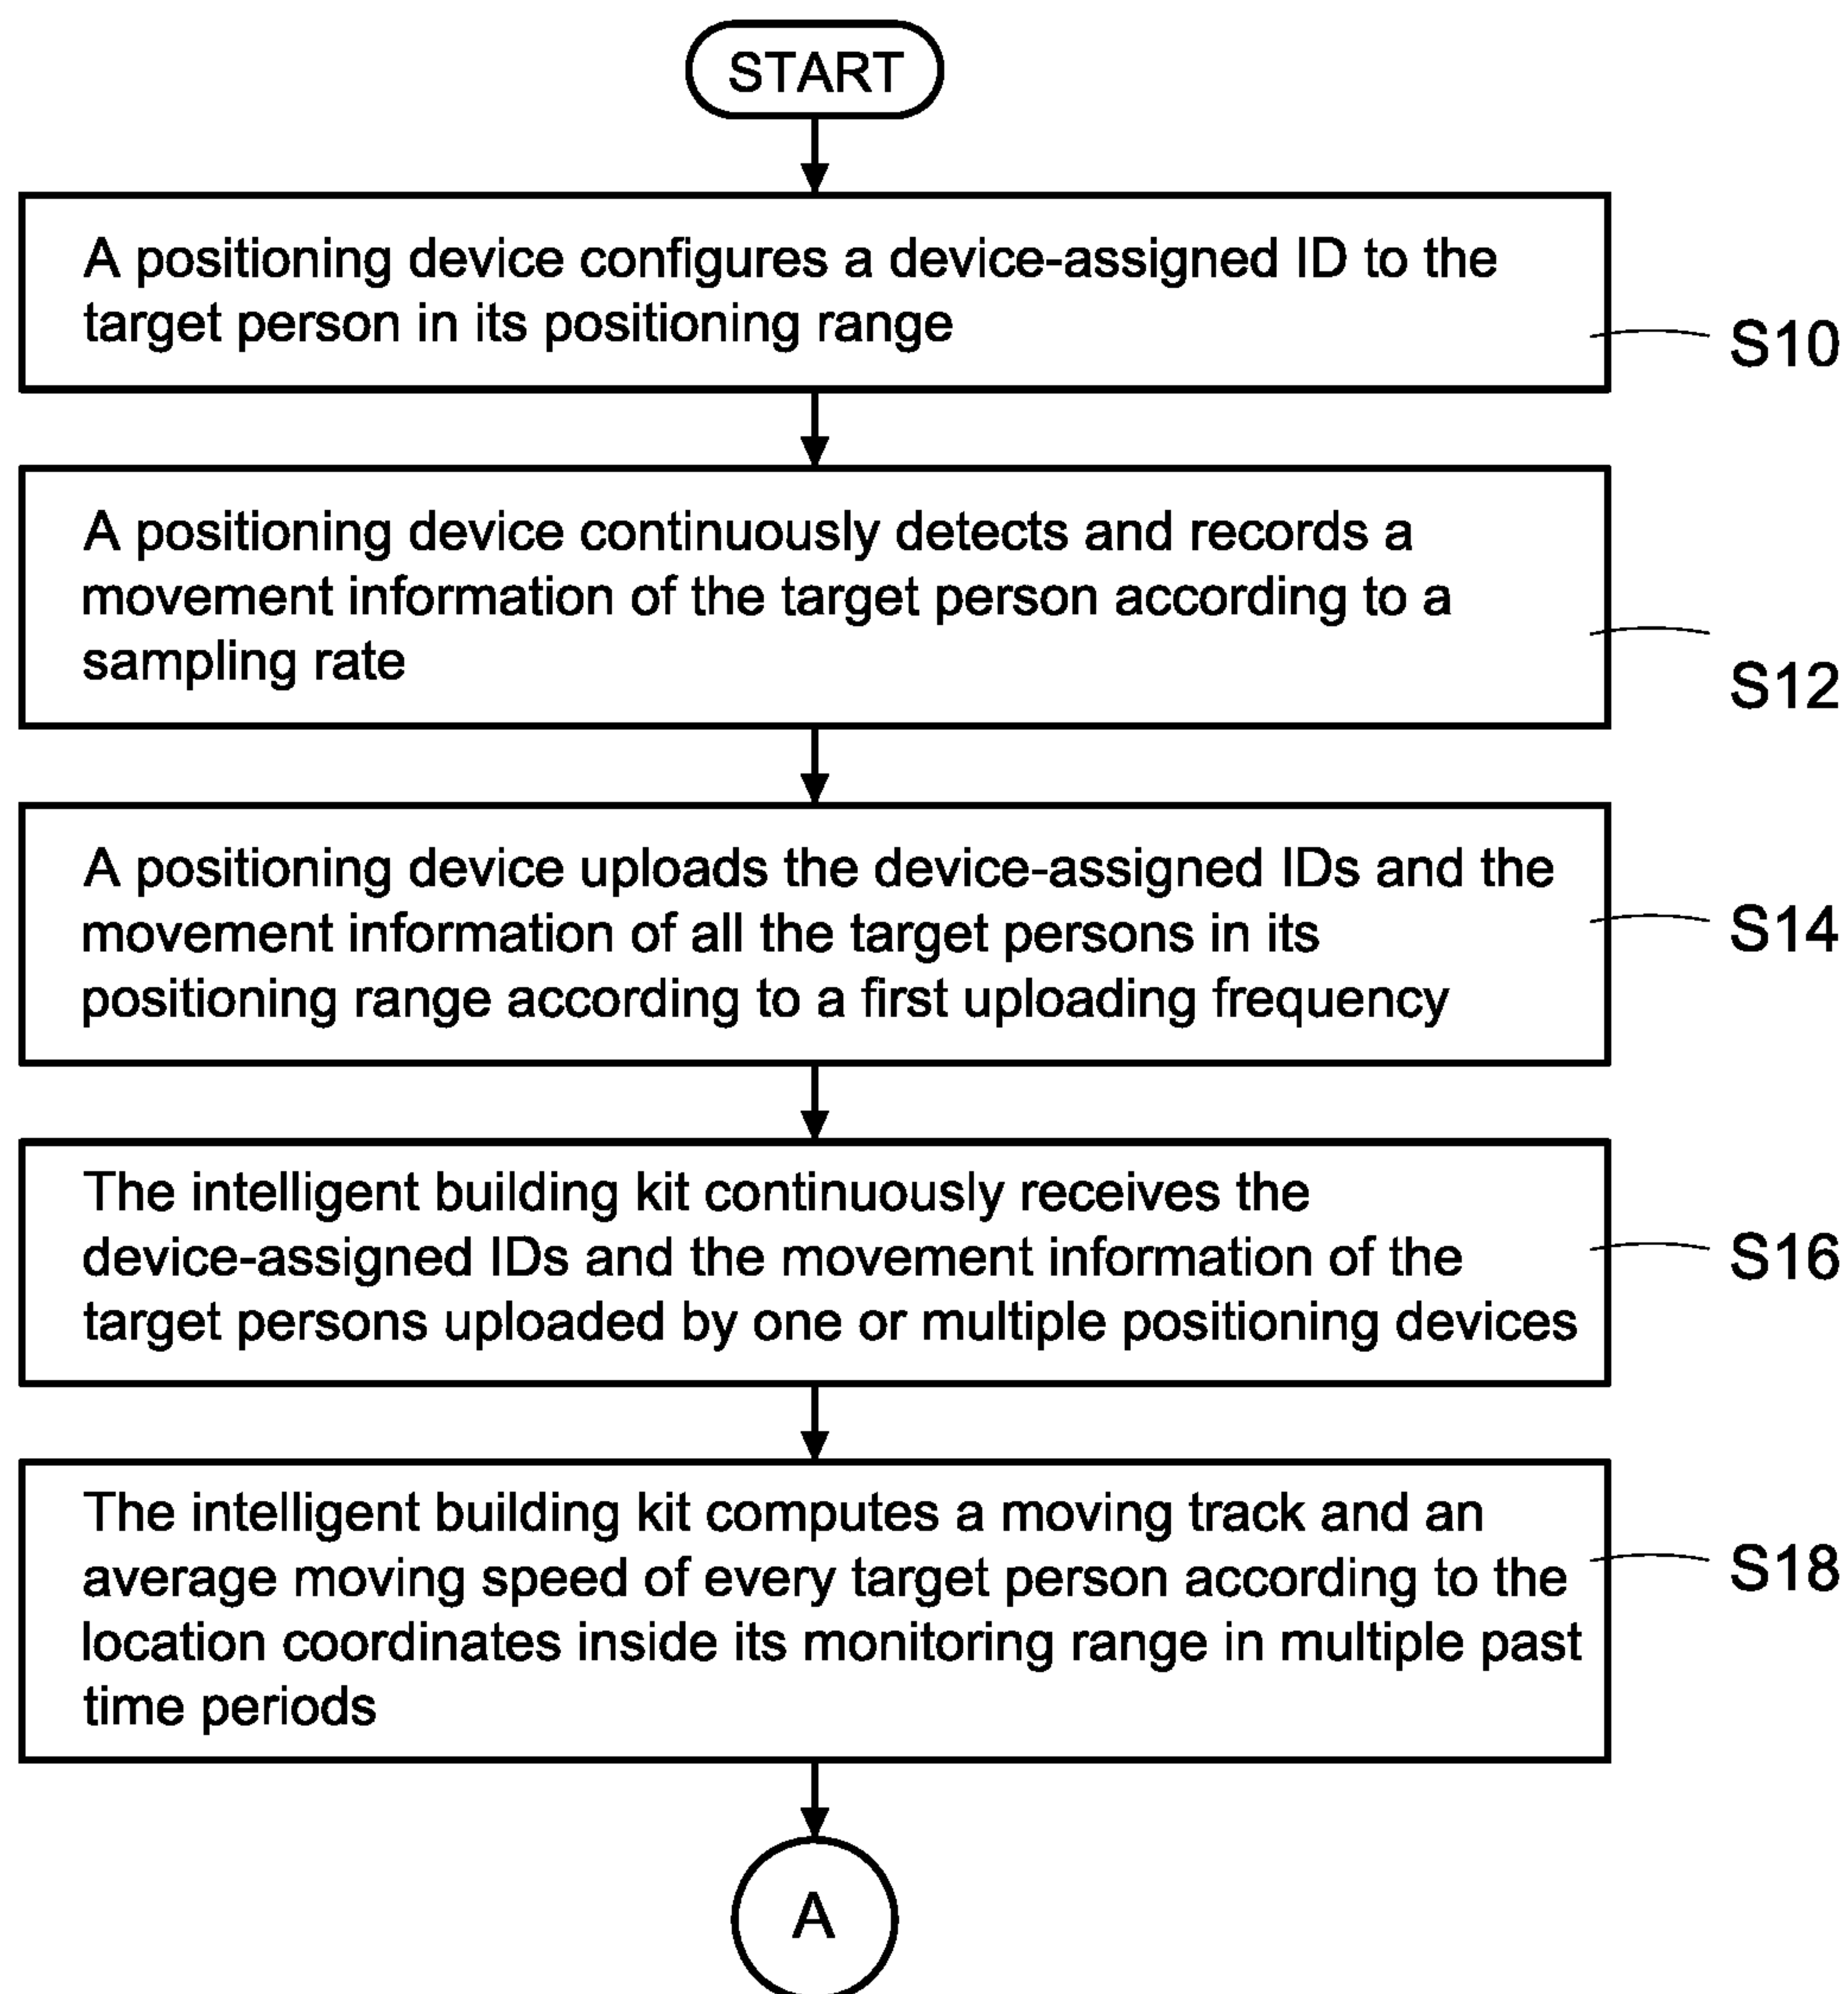 START
A positioning device configures a device-assigned ID to the
target person in its positioning range
S10
A positioning device continuously detects and records a
movement information of the target person according to a
sampling rate
S12
A positioning device uploads the device-assigned IDs and the
movement information of all the target persons in its
positioning range according to a first uploading frequency
S14
The intelligent building kit continuously receives the
device-assigned IDs and the movement information of the
target persons uploaded by one or multiple positioning devices
S16
The intelligent building kit computes a moving track and an
average moving speed of every target person according to the
location coordinates inside its monitoring range in multiple past
time periods
S18
A